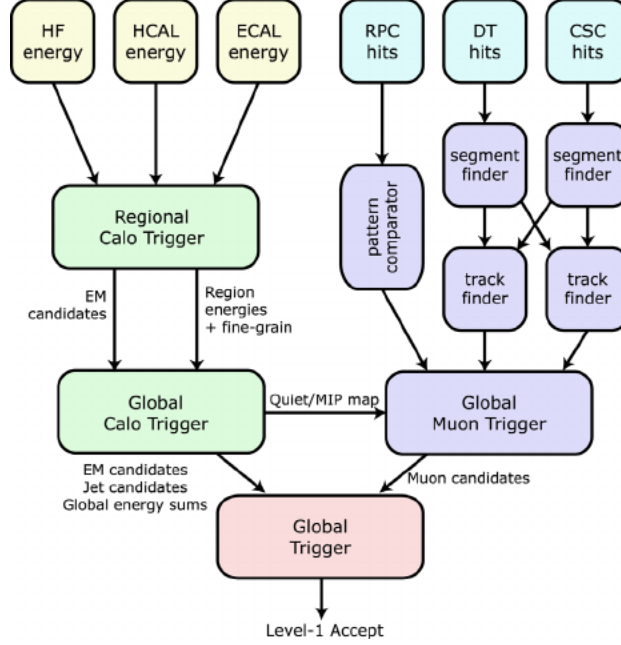 HF
energy
HCAL
energy
ECAL
energy
RPC
hits
DT
hits
CSC
hits
segment
finder
segment
finder
pattern
comparator
Regional
Calo Trigger
track
finder
track
finder
EM
candidates
Region
energies
+ fine-grain
Global
Calo Trigger
Quiet/MIP map
Global
Muon Trigger
EM candidates
Jet candidates
Global energy sums
Muon candidates
Global
Trigger
Level-1 Accept